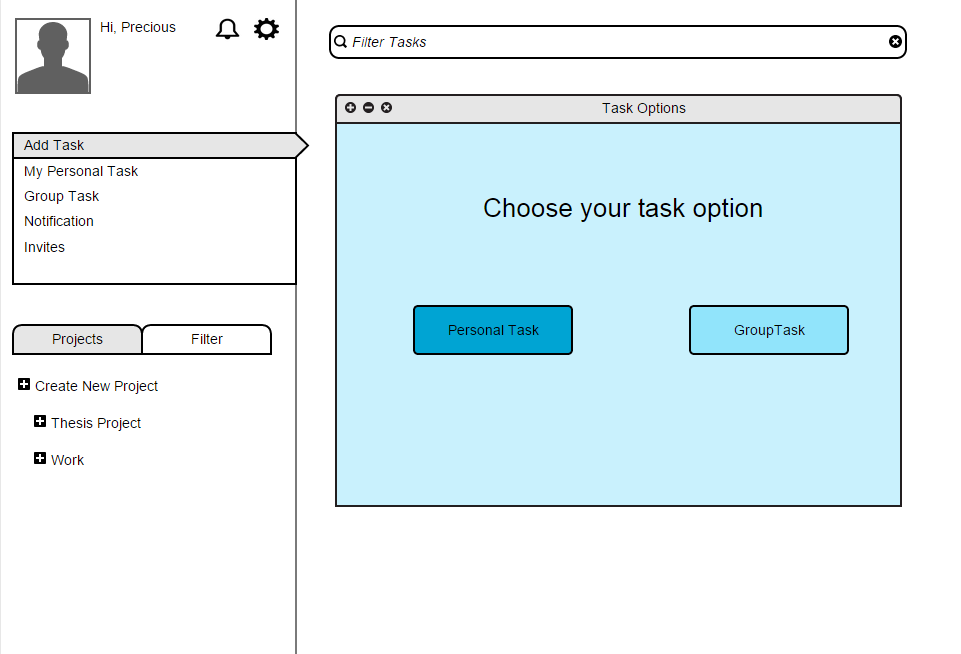 Hi, Precious
Filter Tasks
Add Task
My Personal Task
Group Task
Notification
Invites
Projects
Filter
Create New Project
Thesis Project
Work
Task Options
Choose your task option
Personal Task
GroupTask